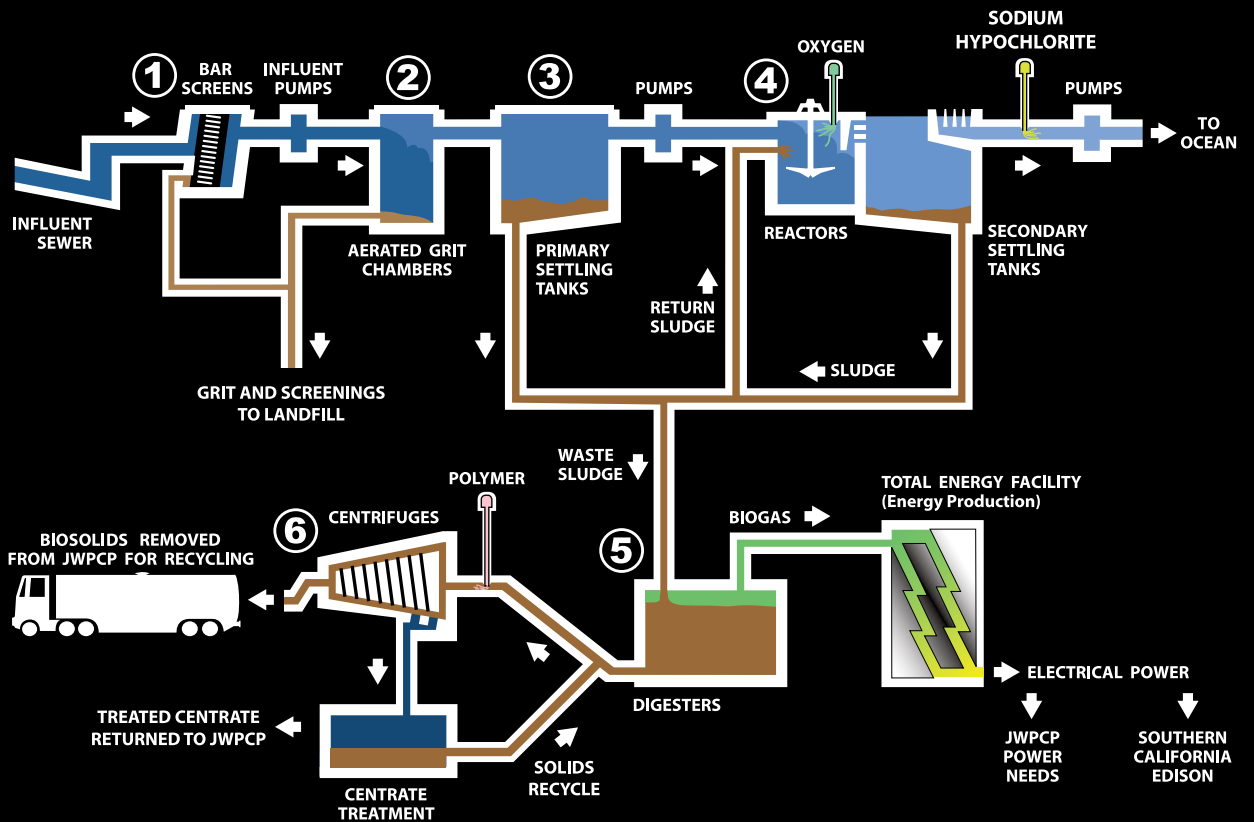 1
BAR
SCREENS
INFLUENT
PUMPS
2
3
PUMPS
4
OXYGEN
SODIUM
HYPOCHLORITE
PUMPS
TO
OCEAN
INFLUENT
SEWER
AERATED GRIT
CHAMBERS
PRIMARY
SETTLING
TANKS
REACTORS
SECONDARY
SETTLING
TANKS
RETURN
SLUDGE
SLUDGE
GRIT AND SCREENINGS
TO LANDFILL
WASTE
SLUDGE
POLYMER
TOTAL ENERGY FACILITY
(Energy Production)
BIOGAS
6
CENTRIFUGES
5
BIOSOLIDS REMOVED
FROM JWPCP FOR RECYCLING
DIGESTERS
ELECTRICAL POWER
TREATED CENTRATE
RETURNED TO JWPCP
SOLIDS
RECYCLE
JWPCP
POWER
NEEDS
SOUTHERN
CALIFORNIA
EDISON
CENTRATE
TREATMENT